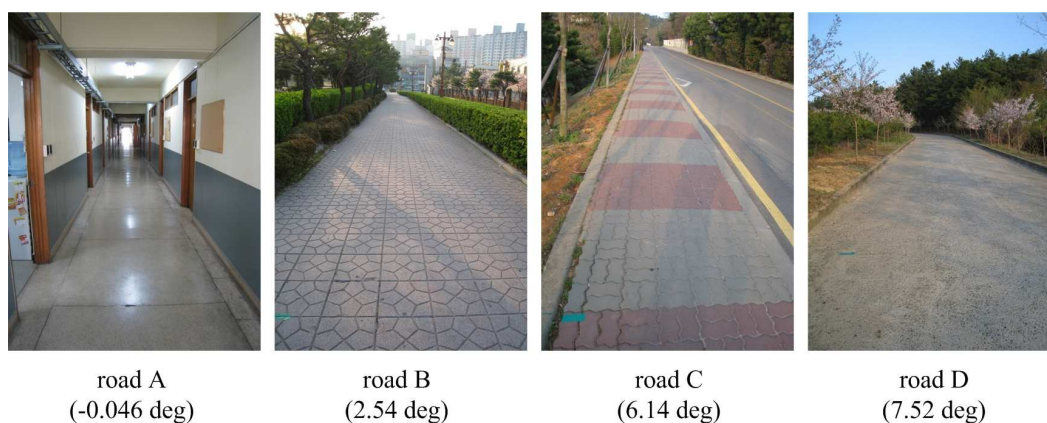 road A
(-0.046 deg)
road B
(2.54 deg)
road C
(6.14 deg)
road D
(7.52 deg)